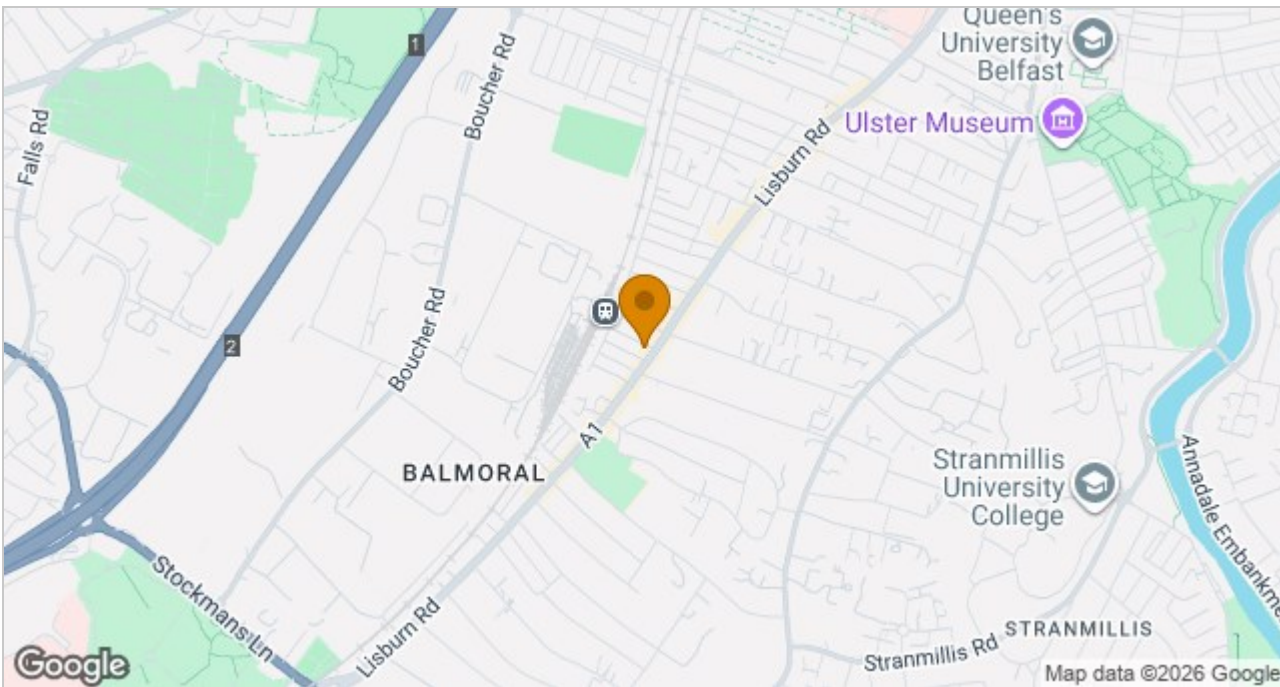 Queen's
University
Belfast
1
Boucher Rd
Falls Rd
Ulster Museum
Lisburn Rd
Boucher Rd
2
A1
BALMORAL
Stranmillis
University
College
Annadale Embankme
Stockmans Ln
Lisburn Rd
STRANMILLIS
Stranmillis Rd
Google
Map data ©2026 Google